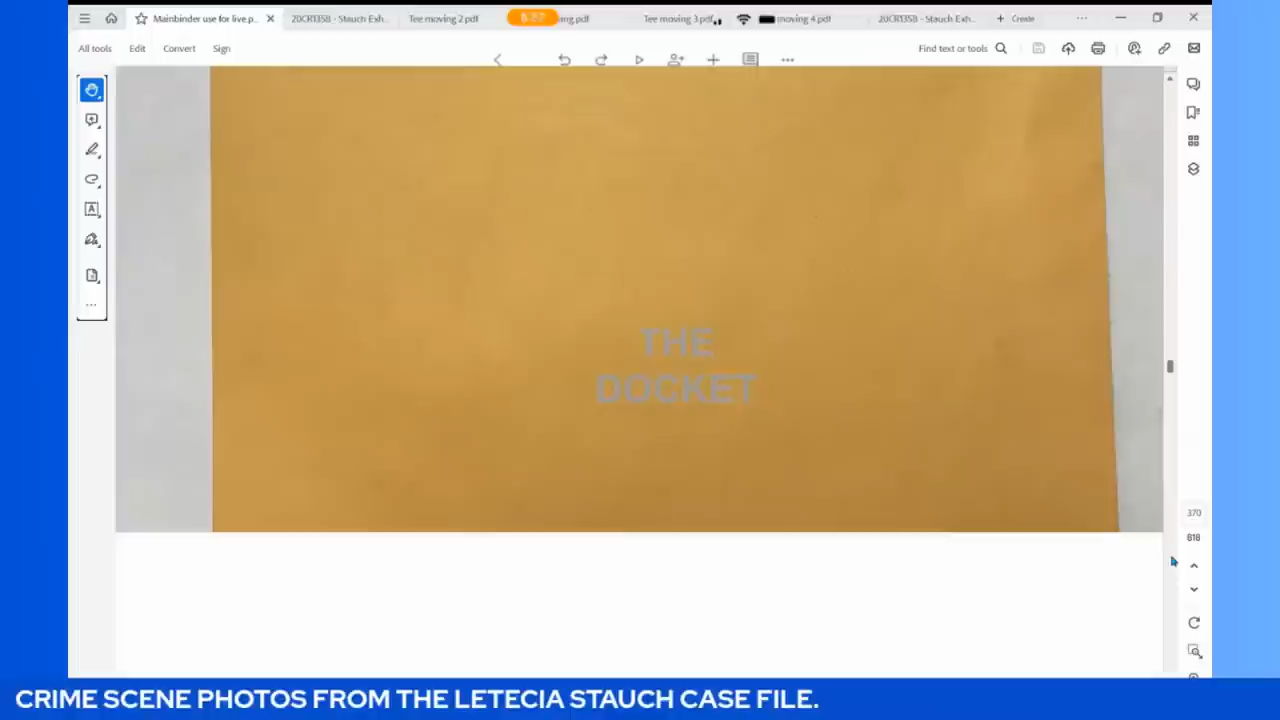 Mainbinder use for live.p...
20CR1358 - Stauch Exh...
Tee moving 2.pdf
Tee moving 3.pdf
moving 4.pdf
20CR1358 - Stauch Exh...
Create
All tools
Edit
Convert
Sign
Find text or tools
THE
DOCKET
370
818
CRIME SCENE PHOTOS FROM THE LETECIA STAUCH CASE FILE.